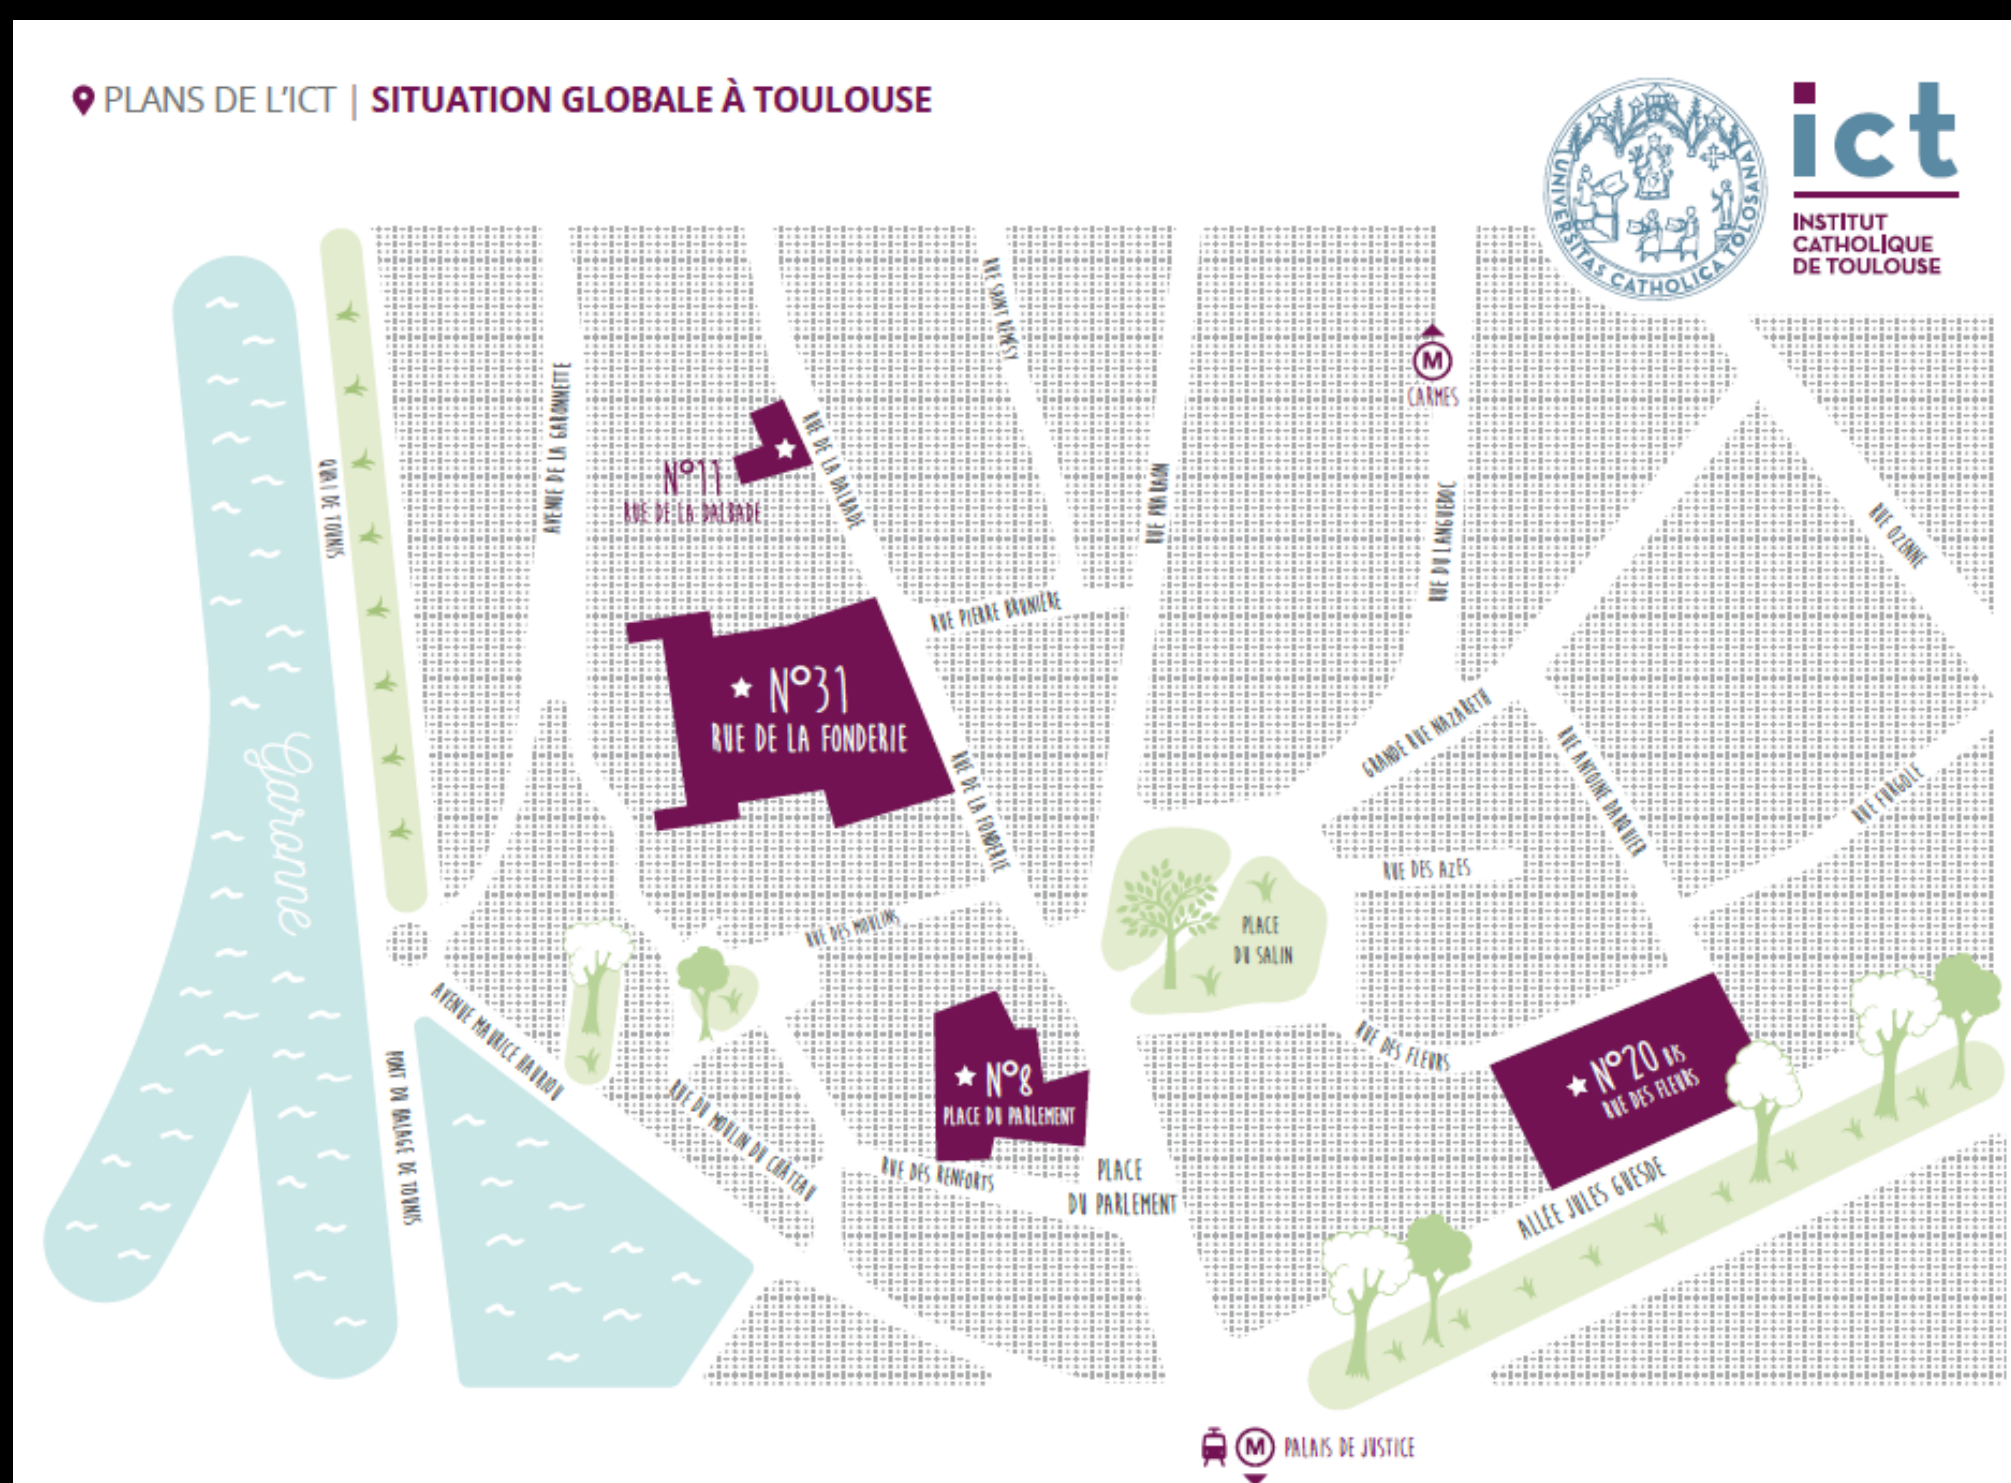 PLANS DE L'ICT | SITUATION GLOBALE À TOULOUSE
UNIVERSITAS CATHOLICA TOLOSANA
ict
INSTITUT
CATHOLIQUE
DE TOULOUSE
RUE SAINT RÉMÉSY
M
CARMES
AVENUE DE LA GARONNETTE
QUAI DE TOUNIS
N°11
RUE DE LA DALBADE
RUE DE LA DALBADE
RUE PHARAON
RUE DU LANGUEDOC
RUE OZENNE
RUE PIERRE BRUNIÈRE
N°31
RUE DE LA FONDERIE
RUE DE LA FONDERIE
GRANDE RUE NAZARETH
RUE ANTOINE DARQUIER
RUE FURGOLE
Garonne
RUE DES AZES
RUE DES MOULINS
PLACE
DU SALIN
AVENUE MAURICE HAURIOU
PONT DU HALAGE DE TOUNIS
RUE DU MOULIN DU CHÂTEAU
N°8
PLACE DU PARLEMENT
RUE DES FLEURS
N°20 BIS
RUE DES FLEURS
RUE DES RENFORTS
PLACE
DU PARLEMENT
ALLÉE JULES GUESDE
M PALAIS DE JUSTICE